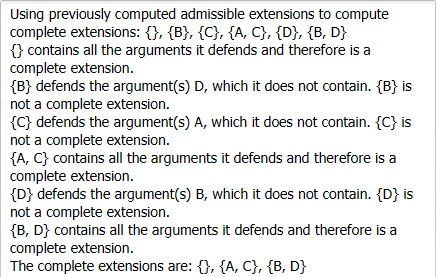 Using previously computed admissible extensions to compute
complete extensions: {}, {B}, {C}, {A, C}, {D}, {B, D}
{} contains all the arguments it defends and therefore is a
complete extension.
{B} defends the argument(s) D, which it does not contain. {B} is
not a complete extension.
{C} defends the argument(s) A, which it does not contain. {C} is
not a complete extension.
{A, C} contains all the arguments it defends and therefore is a
complete extension.
{D} defends the argument(s) B, which it does not contain. {D} is
not a complete extension.
{B, D} contains all the arguments it defends and therefore is a
complete extension.
The complete extensions are: {}, {A, C}, {B, D}